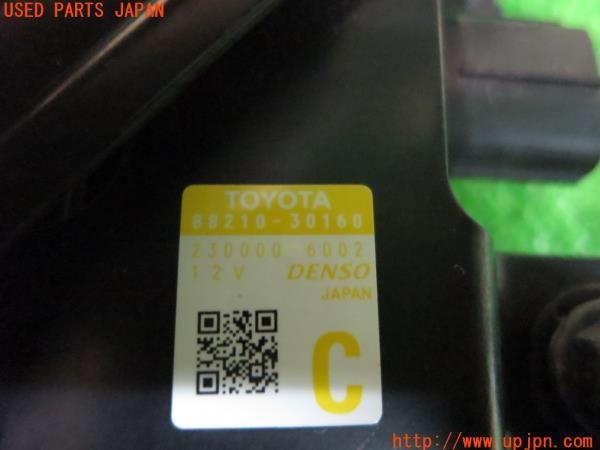 USED PARTS JAPAN
TOYOTA
88210-30160
230000-6002
12V DENSO
JAPAN
C
http://www.upjpn.com